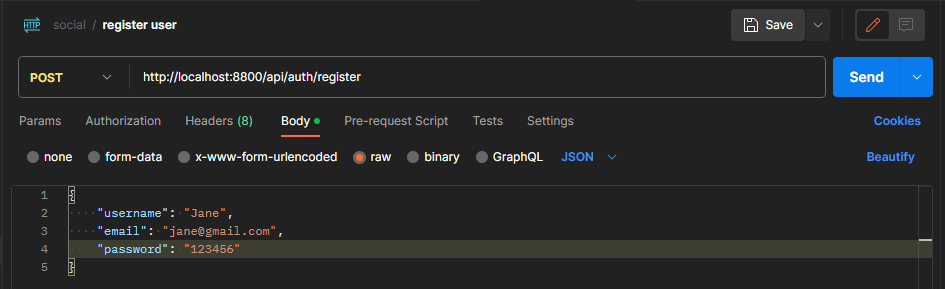 HTTP social / register user Save
POST http://localhost:8800/api/auth/register Send
Params Authorization Headers (8) Body Pre-request Script Tests Settings Cookies
none form-data x-www-form-urlencoded raw binary GraphQL JSON Beautify
1 {
2 "username": "Jane",
3 "email": "jane@gmail.com",
4 "password": "123456"
5 }